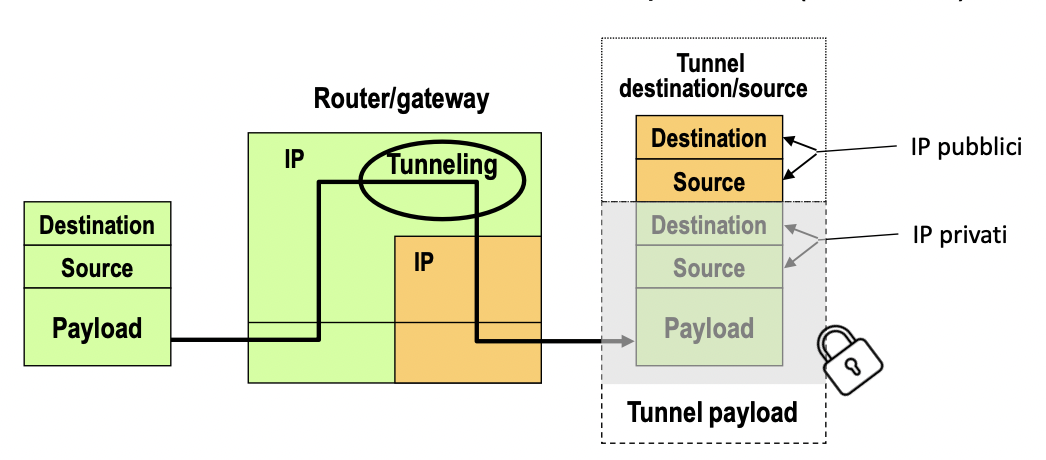 Router/gateway
IP
Tunneling
IP
Destination
Source
Payload
Tunnel
destination/source
Destination
Source
Destination
Source
Payload
Tunnel payload
IP pubblici
IP privati